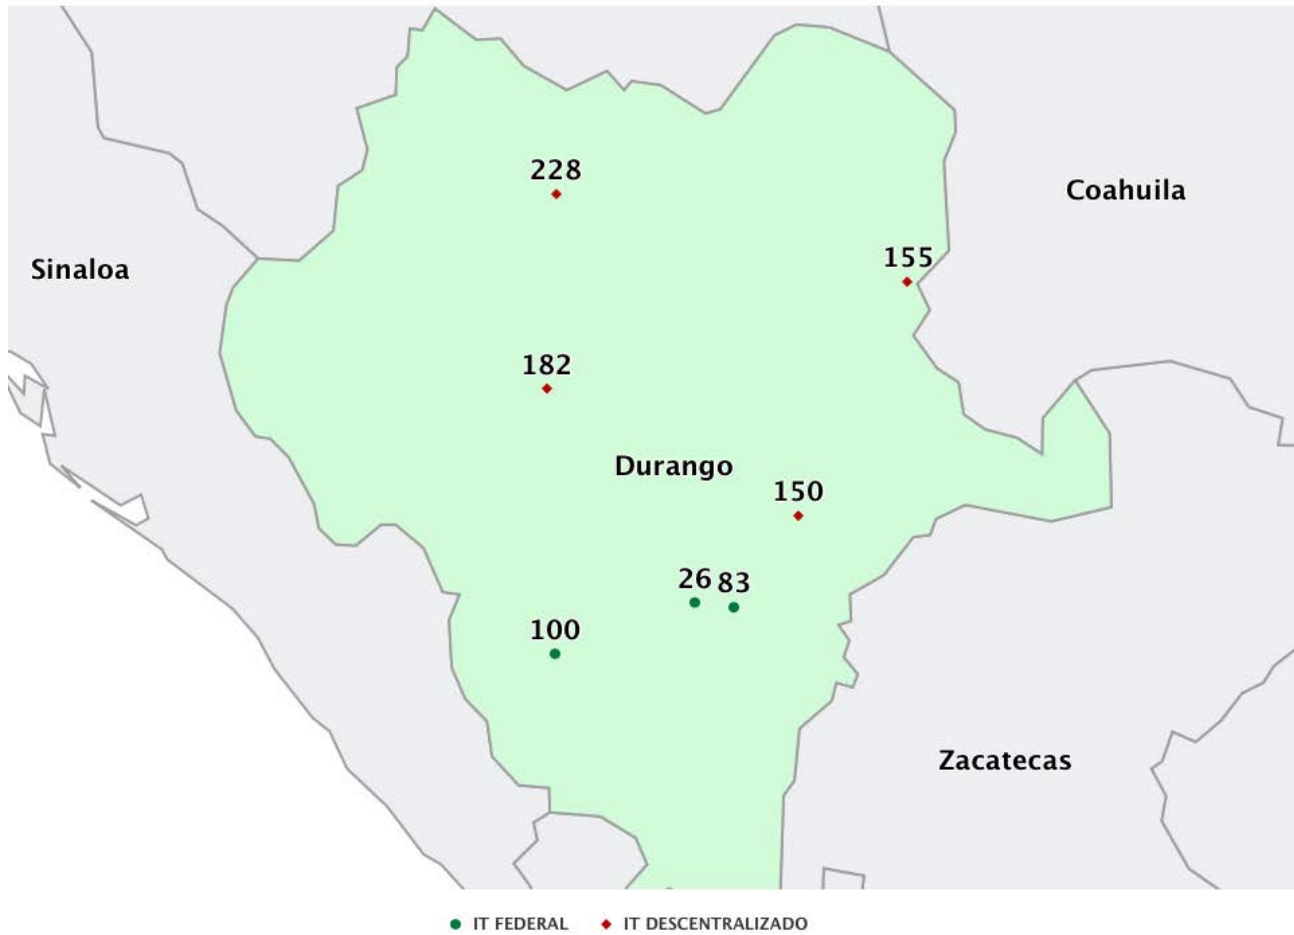 228
Coahuila
155
Sinaloa
182
Durango
150
26 83
100
Zacatecas
IT FEDERAL IT DESCENTRALIZADO